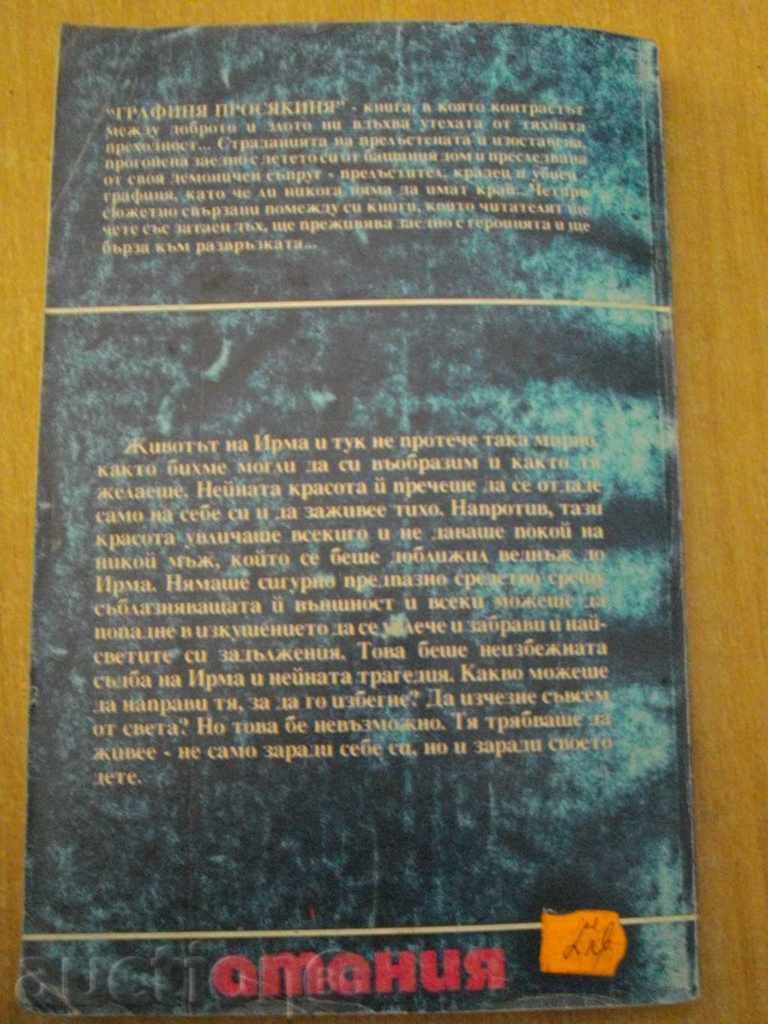 "ГРАФИНЯ ПРОСЯКИНЯ" - книга, в която контрастът
между доброто и злото ни вдъхва утехата от тяхната
преходност... Страданията на прелъстената и изоставена,
прогонена заедно с детето си от бащиния дом и преследвана
от своя демоничен съпруг - прелъстител, крадец и убиец -
графиня, като че ли никога няма да имат край... Четири
сюжетно свързани помежду си книги, които читателят ще
чете със затаен дъх, ще преживява заедно с героинята и ще
бърза към развръзката...
Животът на Ирма и тук не протече така мирно,
както бихме могли да си въобразим и както тя
желаеше. Нейната красота й пречеше да се отдаде
само на себе си и да заживее тихо. Напротив, тази
красота увличаше всекиго и не даваше покой на
никой мъж, който се беше доближил веднъж до
Ирма. Нямаше сигурно предпазно средство срещу
съблазняващата й външност и всеки можеше да
попадне в изкушението да се увлече и забрави и най-
светите си задължения. Това беше неизбежната
съдба на Ирма и нейната трагедия. Какво можеше
да направи тя, за да го избегне? Да изчезне съвсем
от света? Но това бе невъзможно. Тя трябваше да
живее - не само заради себе си, но и заради своето
дете.
атания